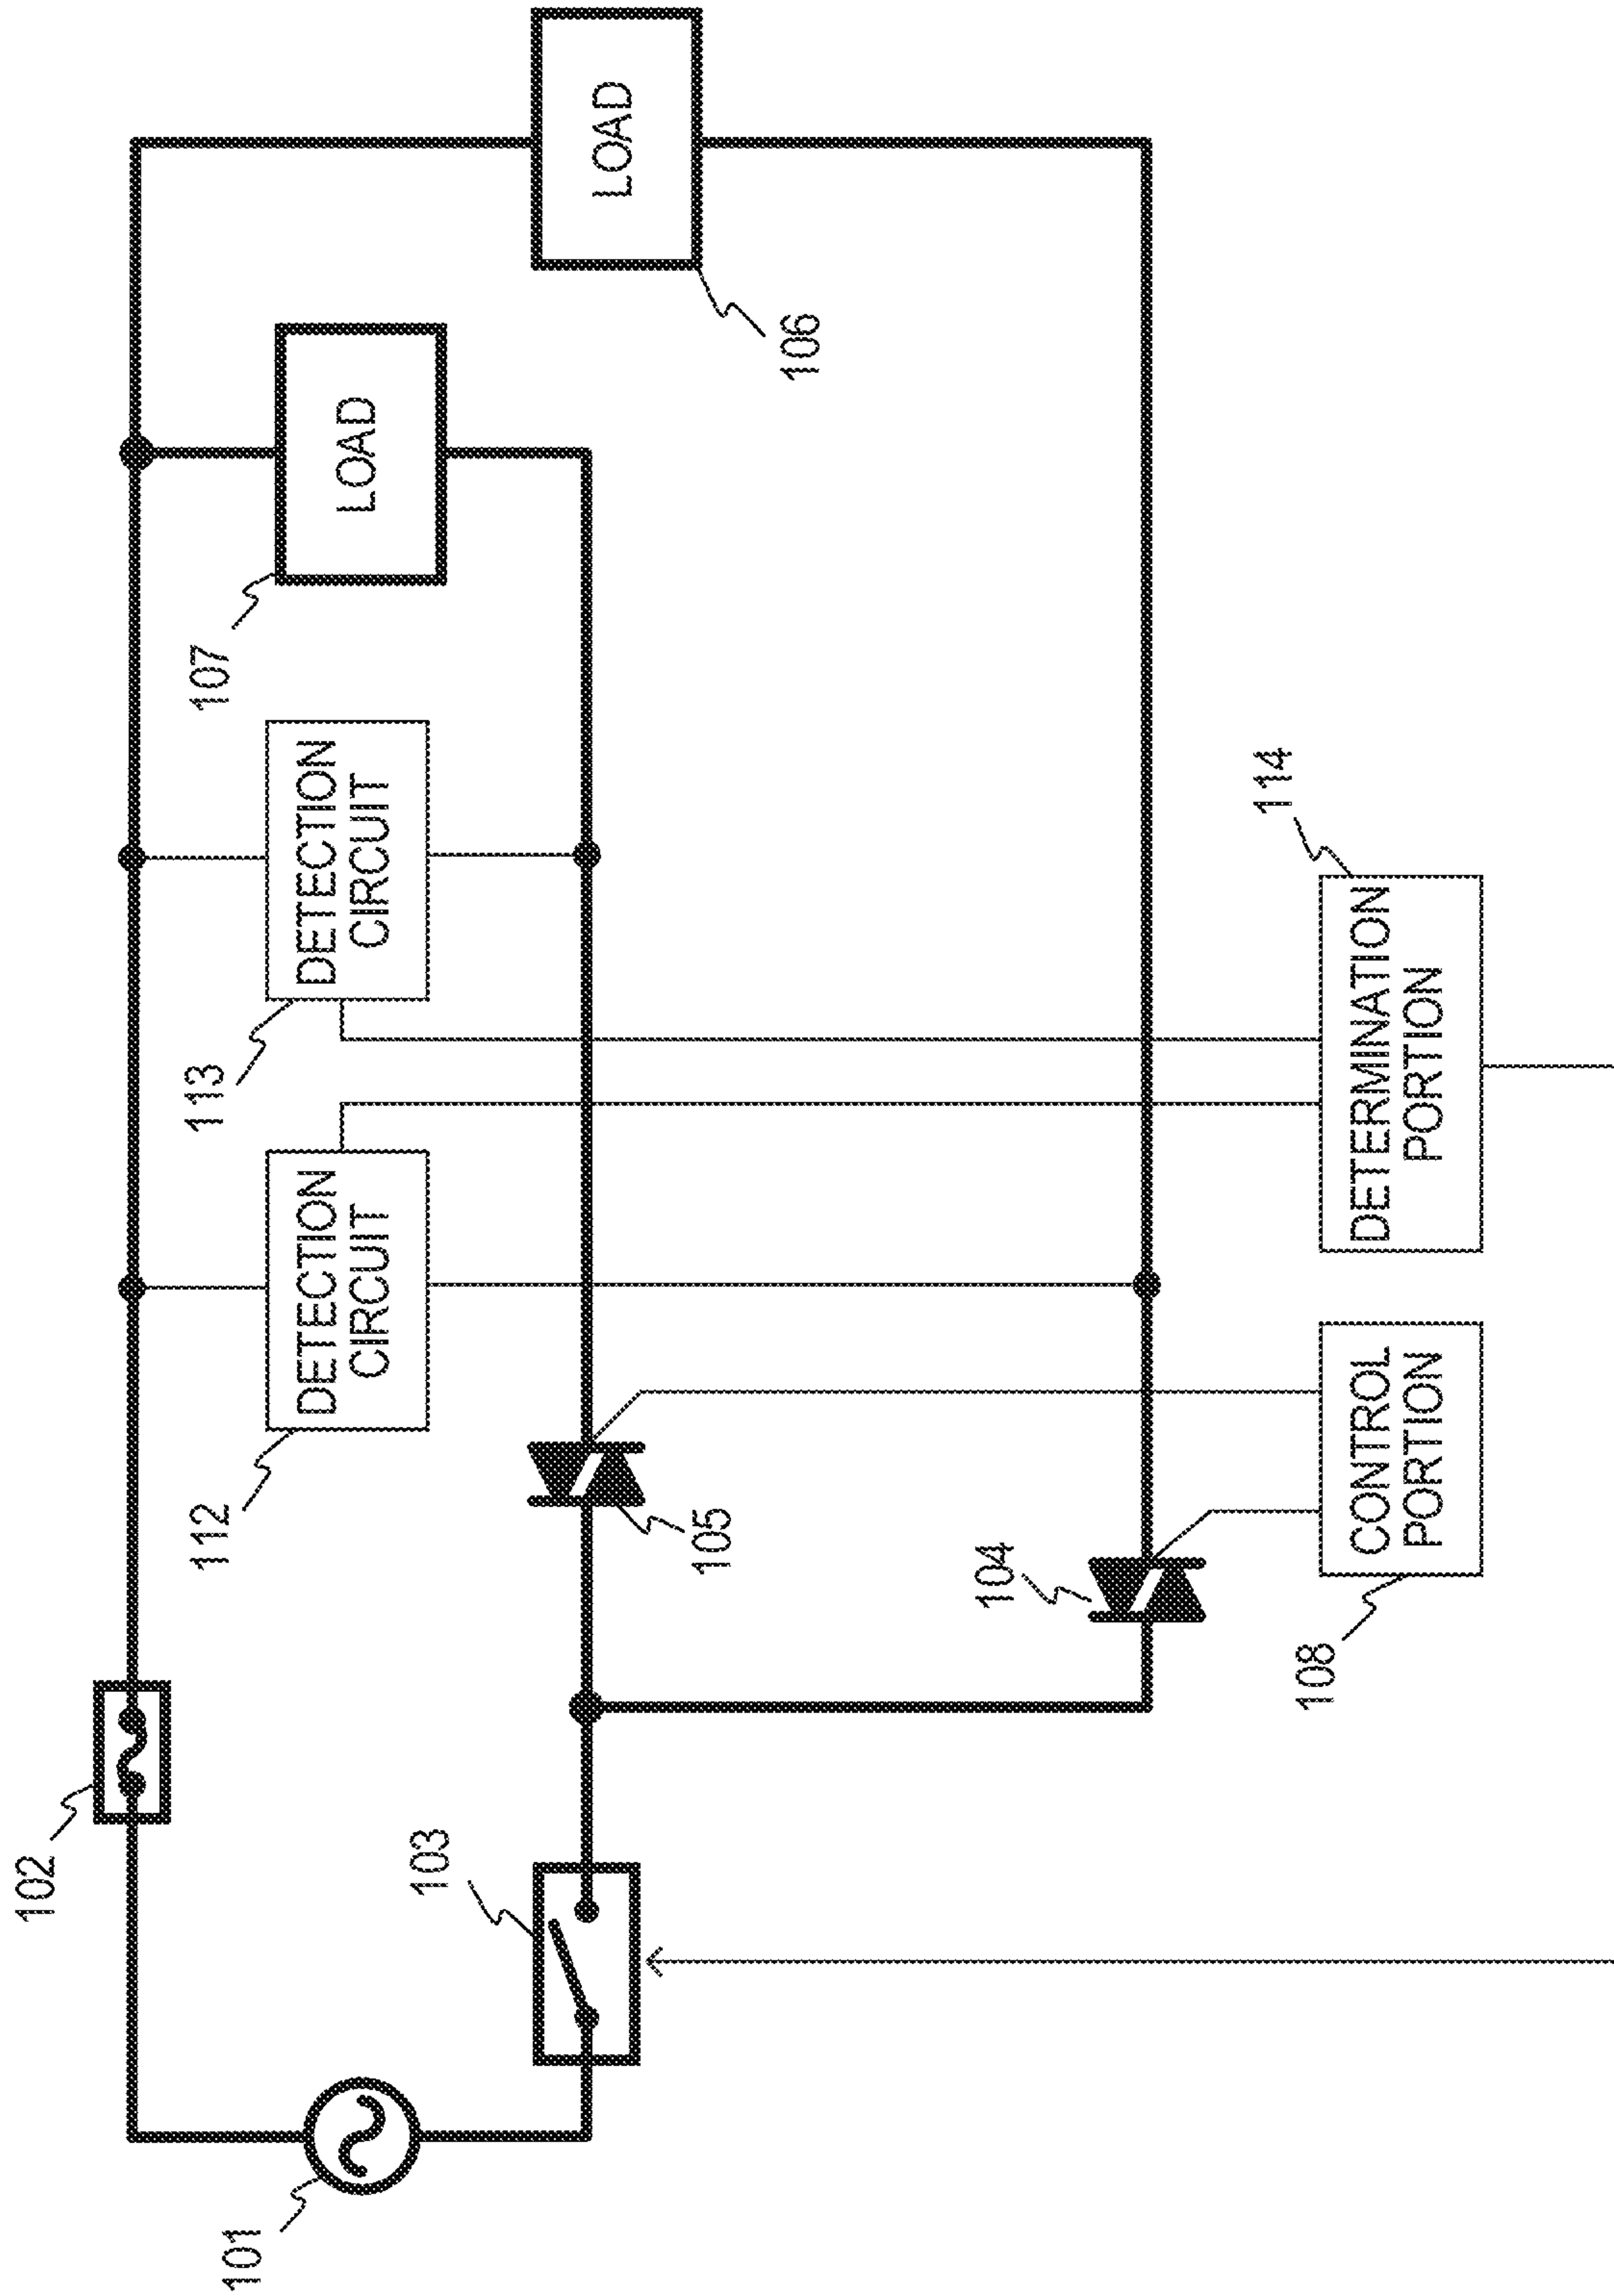 101
102
103
112
DETECTION
CIRCUIT
113
DETECTION
CIRCUIT
107
LOAD
LOAD
106
105
104
108
CONTROL
PORTION
114
DETERMINATION
PORTION